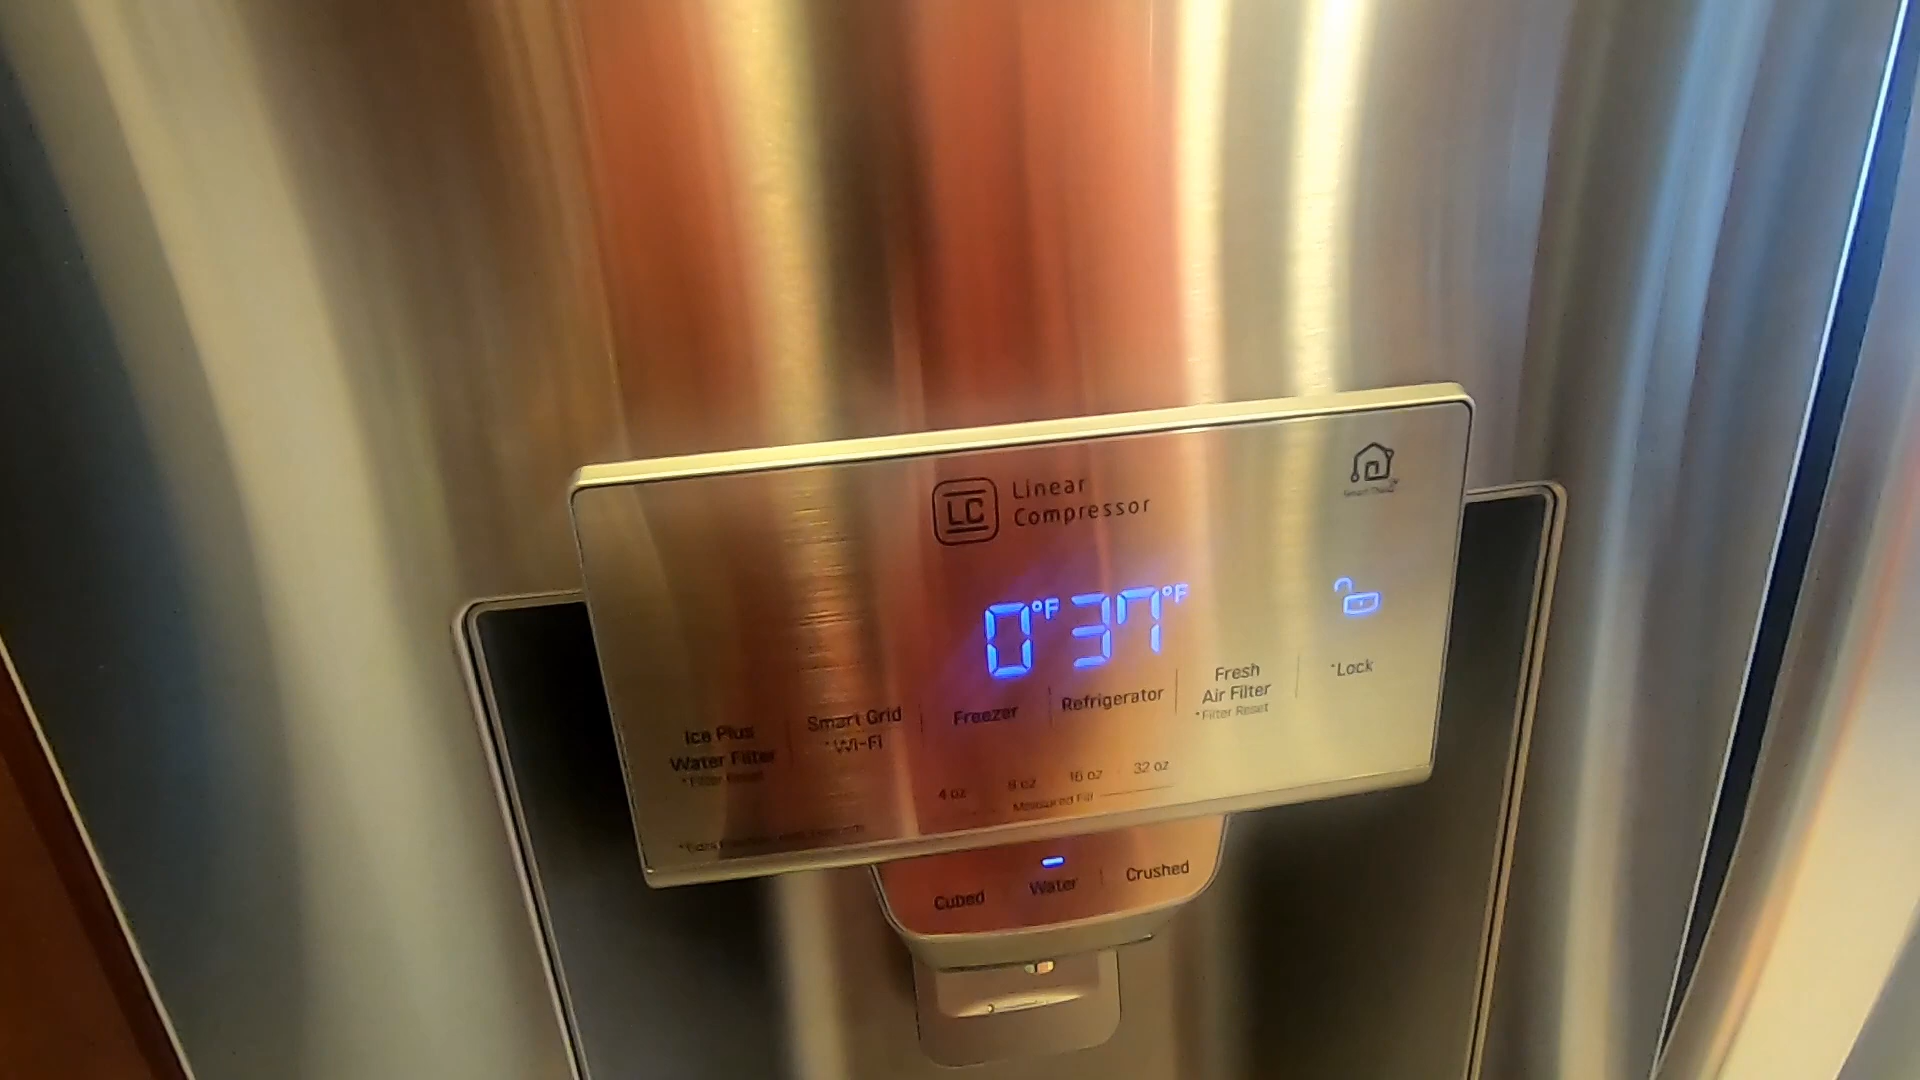 LC Linear
Compressor
0°F 37°F
Ice Plus
Water Filter
*Filter Reset
Smart Grid
*Wi-Fi
Freezer
Refrigerator
Fresh
Air Filter
*Filter Reset
*Lock
4 oz 8 oz 16 oz 32 oz
Measured Fill
Cubed Water Crushed